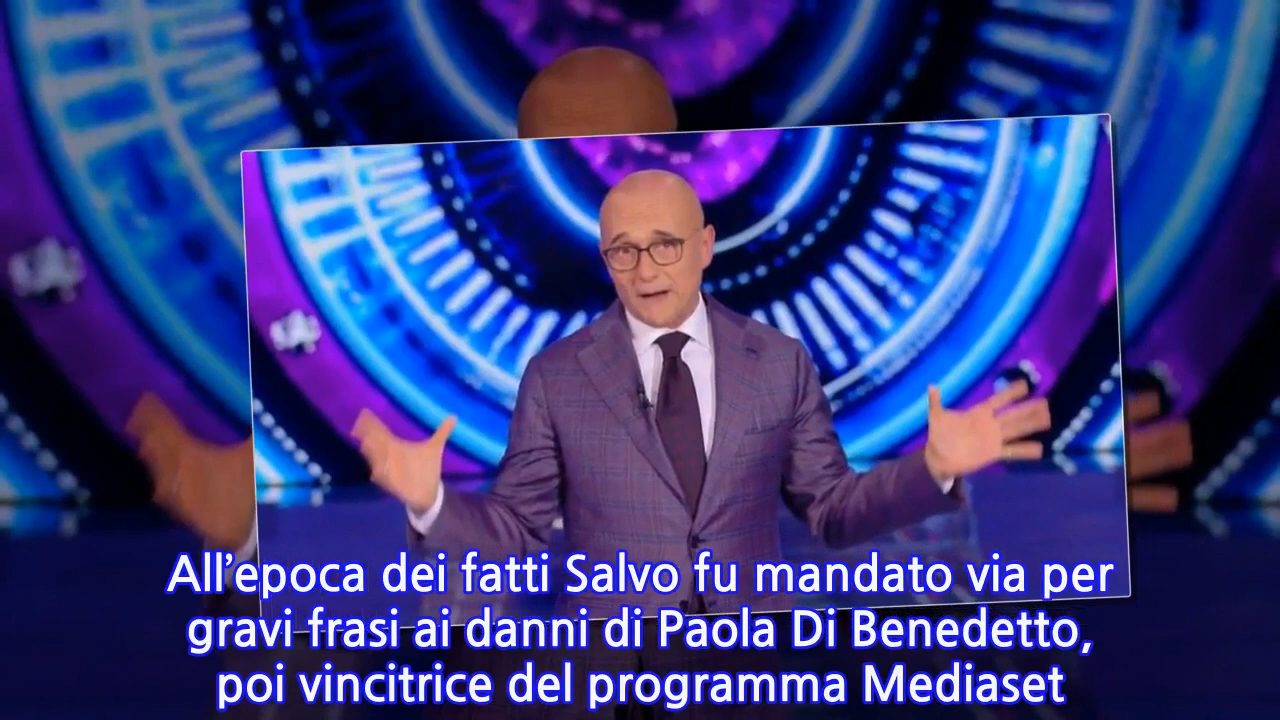 All'epoca dei fatti Salvo fu mandato via per
gravi frasi ai danni di Paola Di Benedetto,
poi vincitrice del programma Mediaset